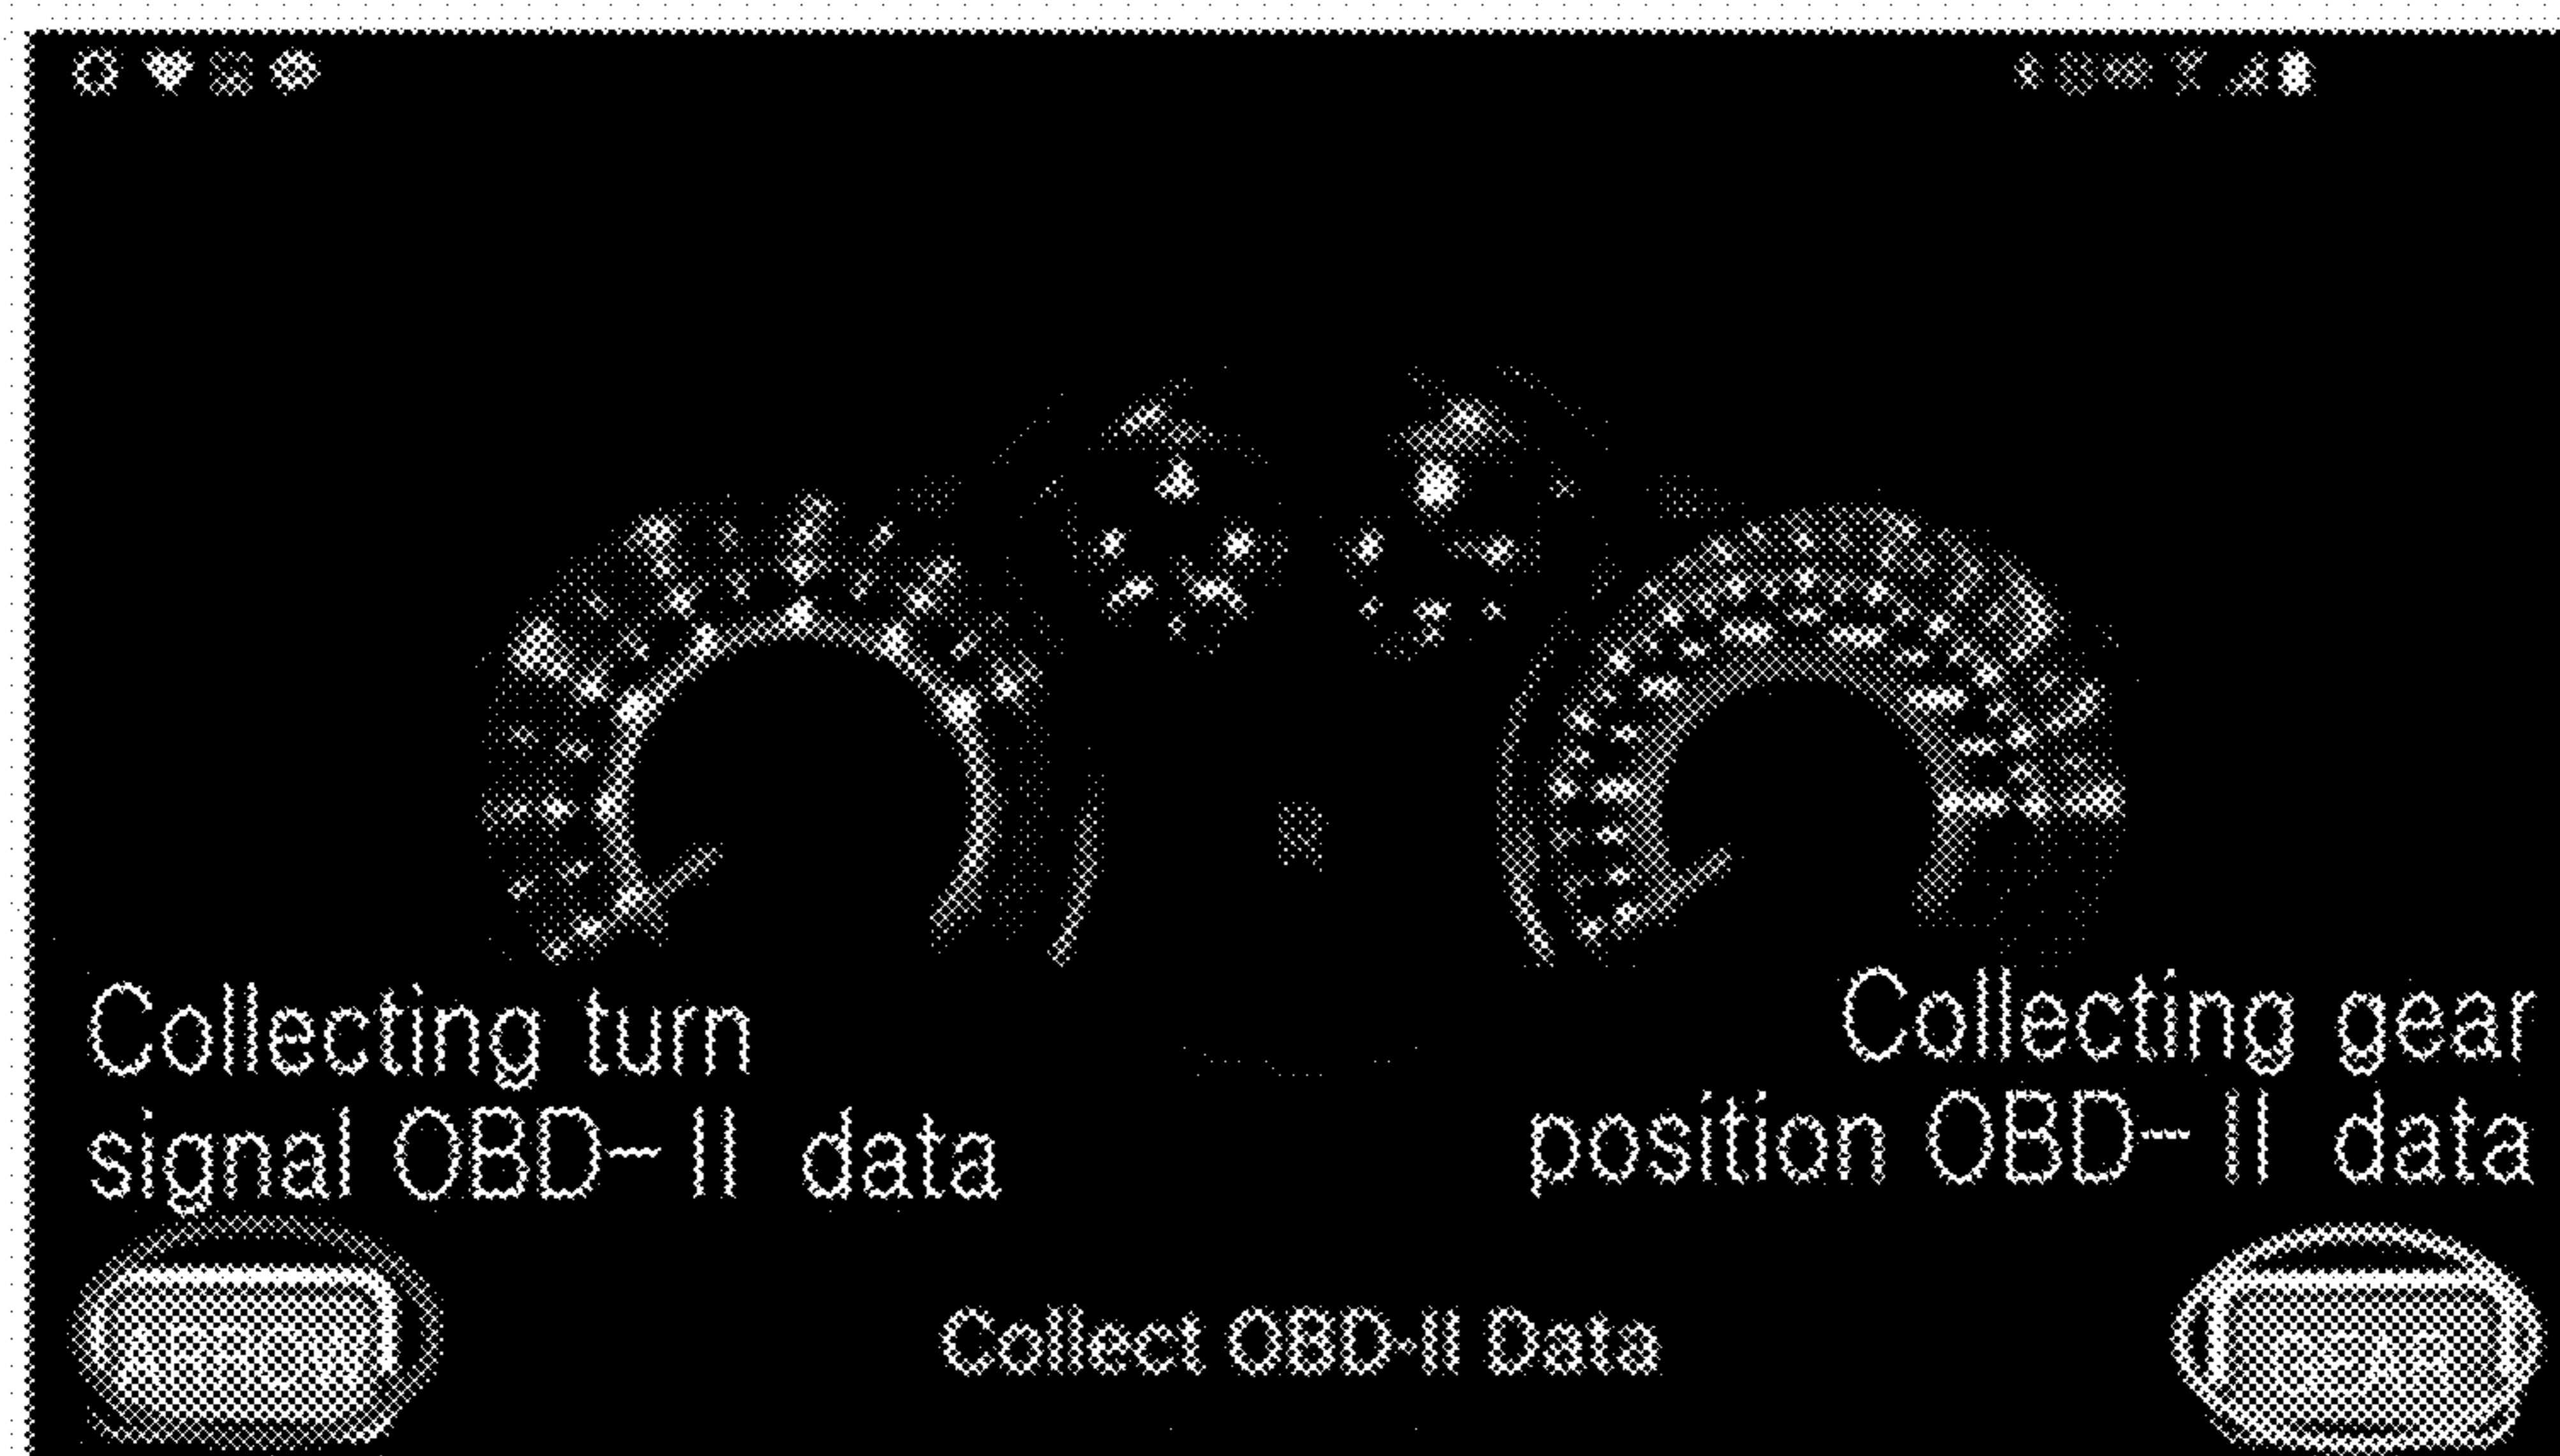 Collecting turn
signal OBD-II data
Collecting gear
position OBD-II data
Collect OBD-II Data